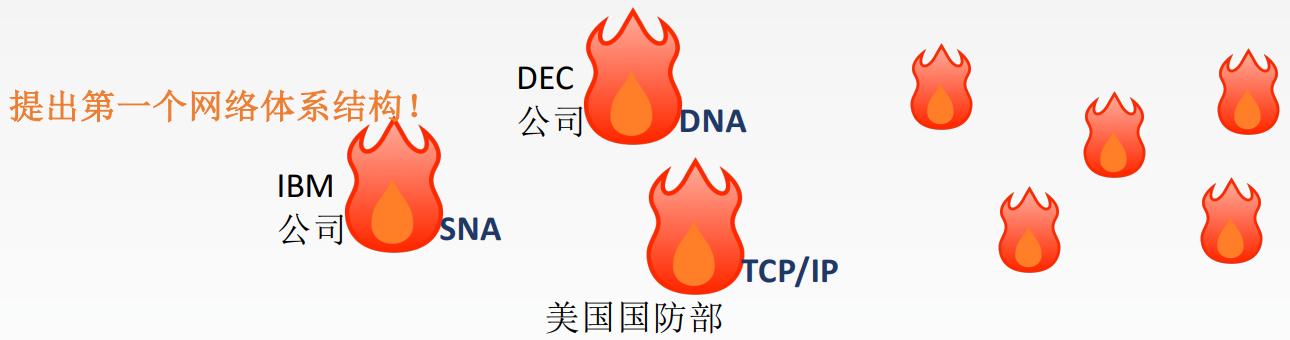 提出第一个网络体系结构！
IBM
公司
SNA
DEC
公司
DNA
TCP/IP
美国国防部